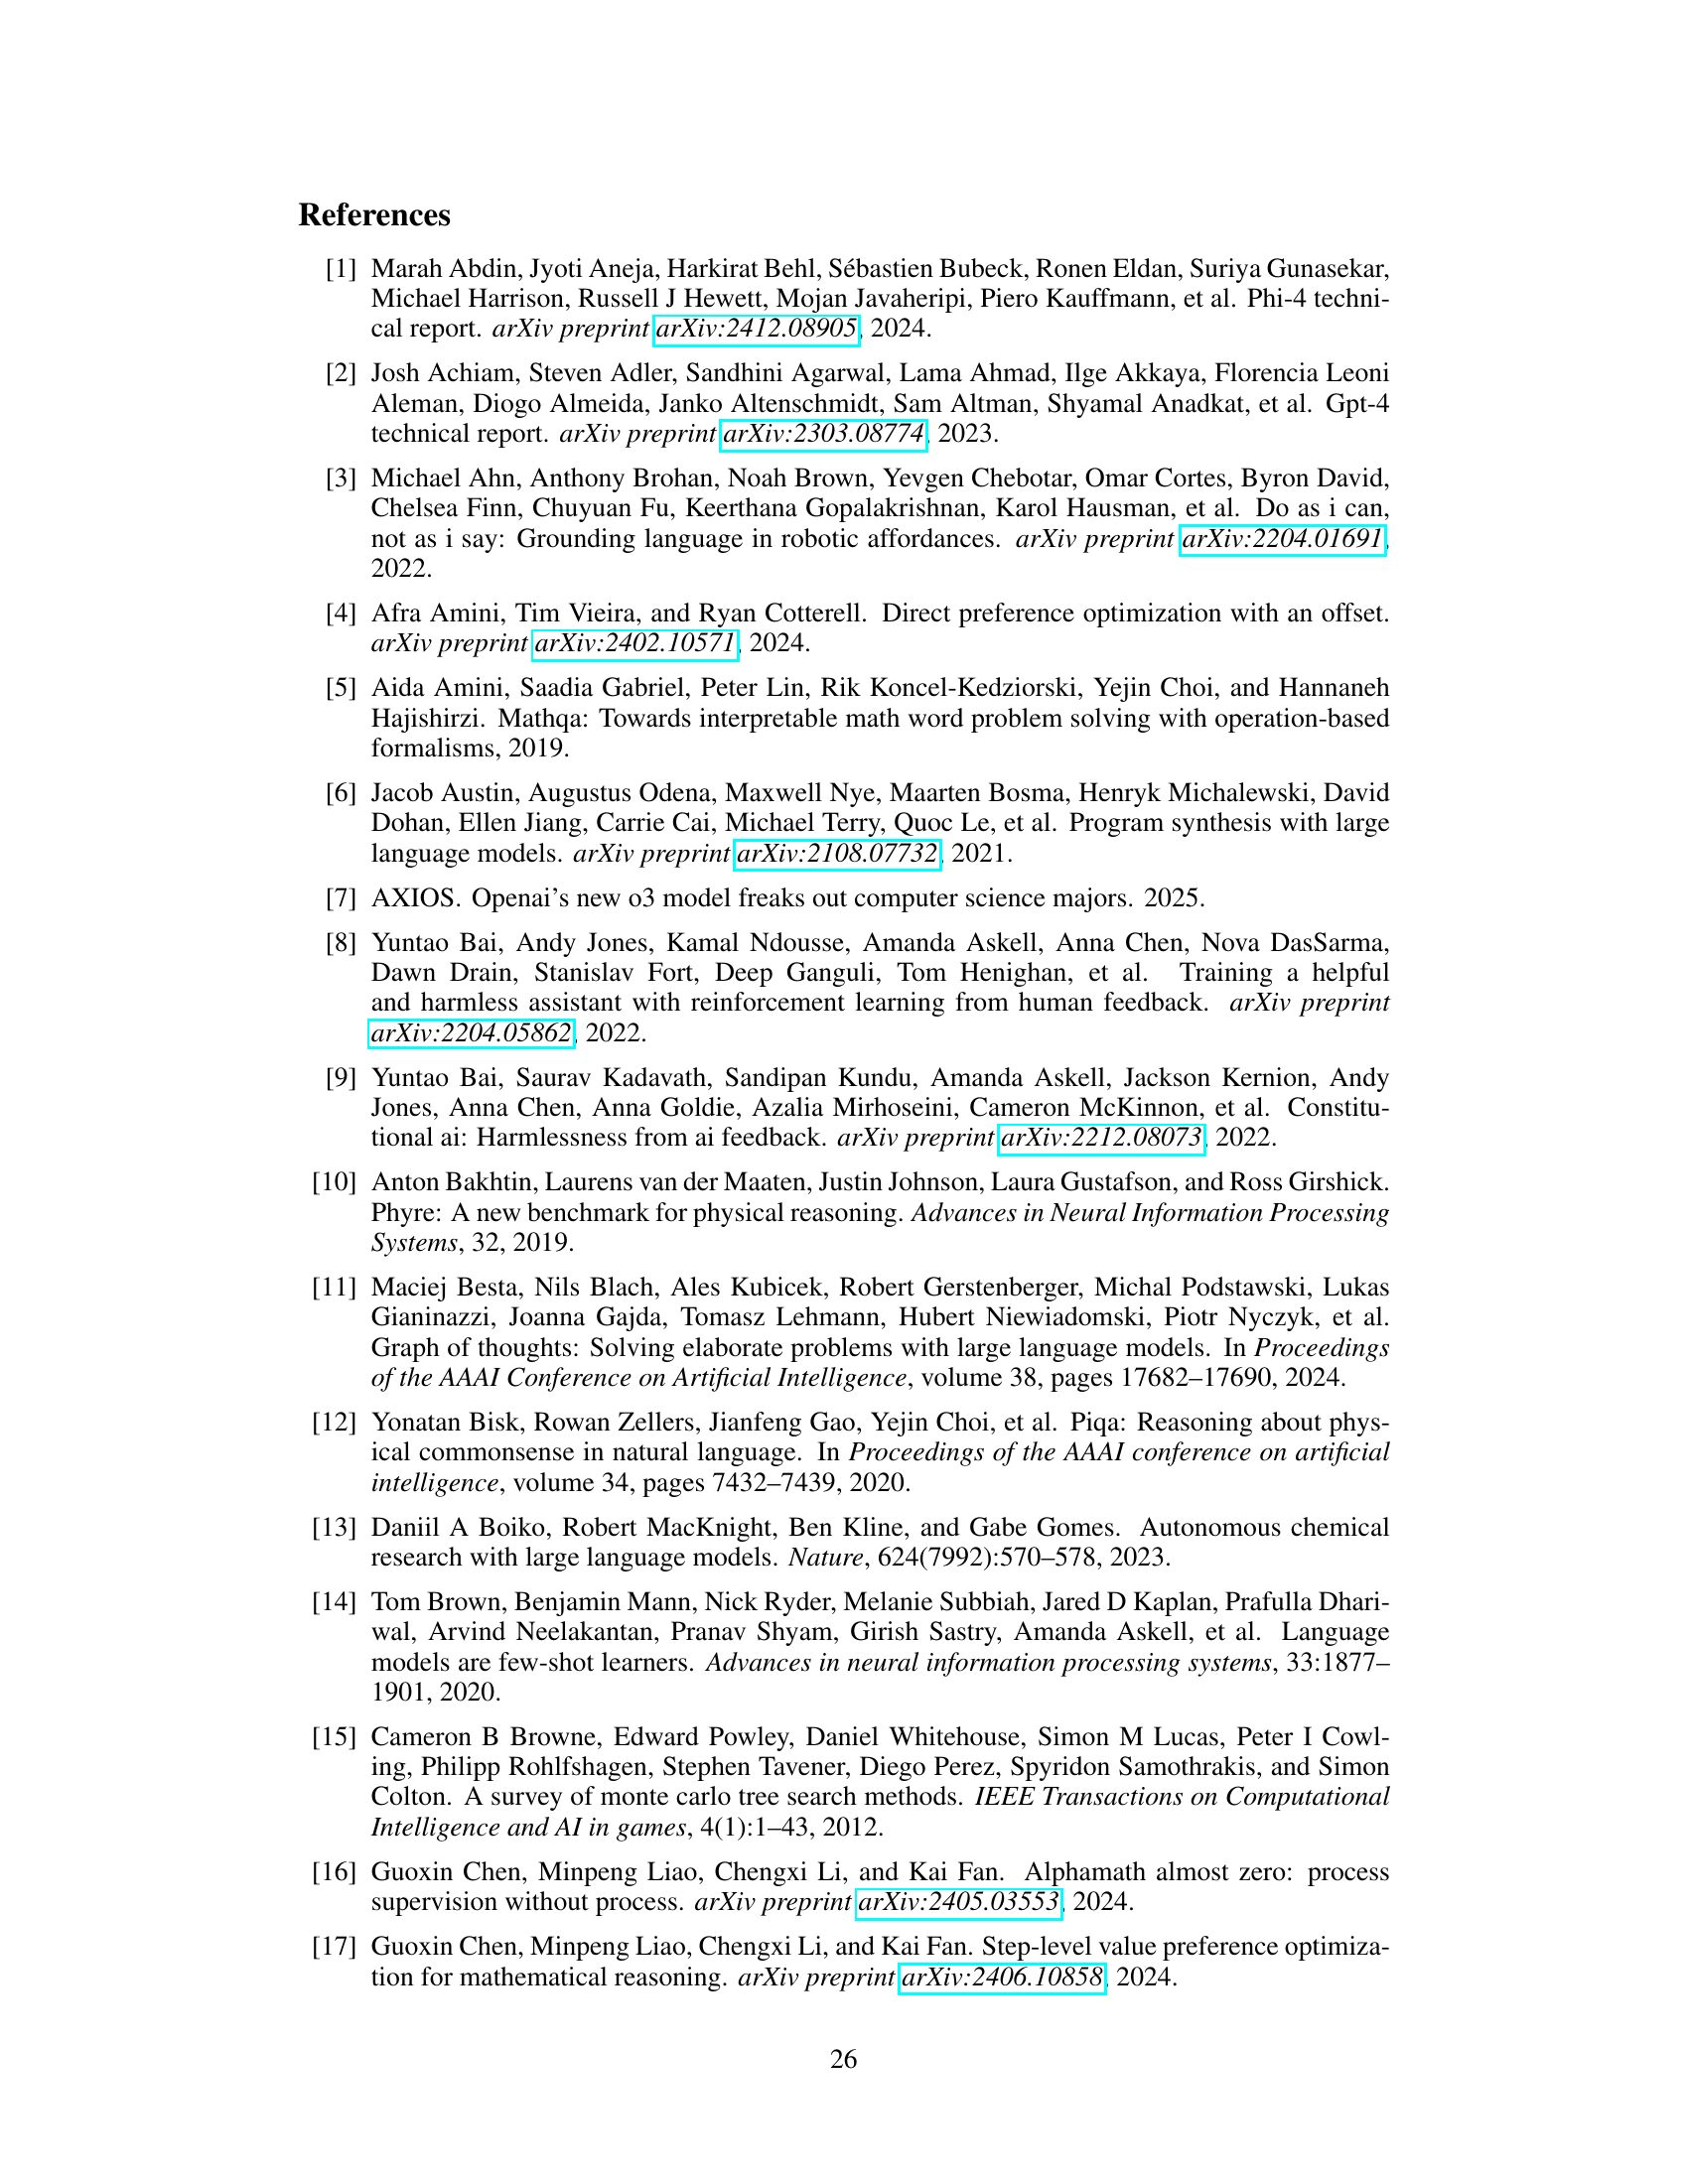 References
[1] Marah Abdin, Jyoti Aneja, Harkirat Behl, Sébastien Bubeck, Ronen Eldan, Suriya Gunasekar,
Michael Harrison, Russell J Hewett, Mojan Javaheripi, Piero Kauffmann, et al. Phi-4 techni-
cal report. arXiv preprint arXiv:2412.08905, 2024.
[2] Josh Achiam, Steven Adler, Sandhini Agarwal, Lama Ahmad, Ilge Akkaya, Florencia Leoni
Aleman, Diogo Almeida, Janko Altenschmidt, Sam Altman, Shyamal Anadkat, et al. Gpt-4
technical report. arXiv preprint arXiv:2303.08774, 2023.
[3] Michael Ahn, Anthony Brohan, Noah Brown, Yevgen Chebotar, Omar Cortes, Byron David,
Chelsea Finn, Chuyuan Fu, Keerthana Gopalakrishnan, Karol Hausman, et al. Do as i can,
not as i say: Grounding language in robotic affordances. arXiv preprint arXiv:2204.01691,
2022.
[4] Afra Amini, Tim Vieira, and Ryan Cotterell. Direct preference optimization with an offset.
arXiv preprint arXiv:2402.10571, 2024.
[5] Aida Amini, Saadia Gabriel, Peter Lin, Rik Koncel-Kedziorski, Yejin Choi, and Hannaneh
Hajishirzi. Mathqa: Towards interpretable math word problem solving with operation-based
formalisms, 2019.
[6] Jacob Austin, Augustus Odena, Maxwell Nye, Maarten Bosma, Henryk Michalewski, David
Dohan, Ellen Jiang, Carrie Cai, Michael Terry, Quoc Le, et al. Program synthesis with large
language models. arXiv preprint arXiv:2108.07732, 2021.
[7] AXIOS. Openai's new o3 model freaks out computer science majors. 2025.
[8] Yuntao Bai, Andy Jones, Kamal Ndousse, Amanda Askell, Anna Chen, Nova DasSarma,
Dawn Drain, Stanislav Fort, Deep Ganguli, Tom Henighan, et al. Training a helpful
and harmless assistant with reinforcement learning from human feedback. arXiv preprint
arXiv:2204.05862, 2022.
[9] Yuntao Bai, Saurav Kadavath, Sandipan Kundu, Amanda Askell, Jackson Kernion, Andy
Jones, Anna Chen, Anna Goldie, Azalia Mirhoseini, Cameron McKinnon, et al. Constitu-
tional ai: Harmlessness from ai feedback. arXiv preprint arXiv:2212.08073, 2022.
[10] Anton Bakhtin, Laurens van der Maaten, Justin Johnson, Laura Gustafson, and Ross Girshick.
Phyre: A new benchmark for physical reasoning. Advances in Neural Information Processing
Systems, 32, 2019.
[11] Maciej Besta, Nils Blach, Ales Kubicek, Robert Gerstenberger, Michal Podstawski, Lukas
Gianinazzi, Joanna Gajda, Tomasz Lehmann, Hubert Niewiadomski, Piotr Nyczyk, et al.
Graph of thoughts: Solving elaborate problems with large language models. In Proceedings
of the AAAI Conference on Artificial Intelligence, volume 38, pages 17682–17690, 2024.
[12] Yonatan Bisk, Rowan Zellers, Jianfeng Gao, Yejin Choi, et al. Piqa: Reasoning about phys-
ical commonsense in natural language. In Proceedings of the AAAI conference on artificial
intelligence, volume 34, pages 7432–7439, 2020.
[13] Daniil A Boiko, Robert MacKnight, Ben Kline, and Gabe Gomes. Autonomous chemical
research with large language models. Nature, 624(7992):570–578, 2023.
[14] Tom Brown, Benjamin Mann, Nick Ryder, Melanie Subbiah, Jared D Kaplan, Prafulla Dhari-
wal, Arvind Neelakantan, Pranav Shyam, Girish Sastry, Amanda Askell, et al. Language
models are few-shot learners. Advances in neural information processing systems, 33:1877–
1901, 2020.
[15] Cameron B Browne, Edward Powley, Daniel Whitehouse, Simon M Lucas, Peter I Cowl-
ing, Philipp Rohlfshagen, Stephen Tavener, Diego Perez, Spyridon Samothrakis, and Simon
Colton. A survey of monte carlo tree search methods. IEEE Transactions on Computational
Intelligence and AI in games, 4(1):1–43, 2012.
[16] Guoxin Chen, Minpeng Liao, Chengxi Li, and Kai Fan. Alphamath almost zero: process
supervision without process. arXiv preprint arXiv:2405.03553, 2024.
[17] Guoxin Chen, Minpeng Liao, Chengxi Li, and Kai Fan. Step-level value preference optimiza-
tion for mathematical reasoning. arXiv preprint arXiv:2406.10858, 2024.
26